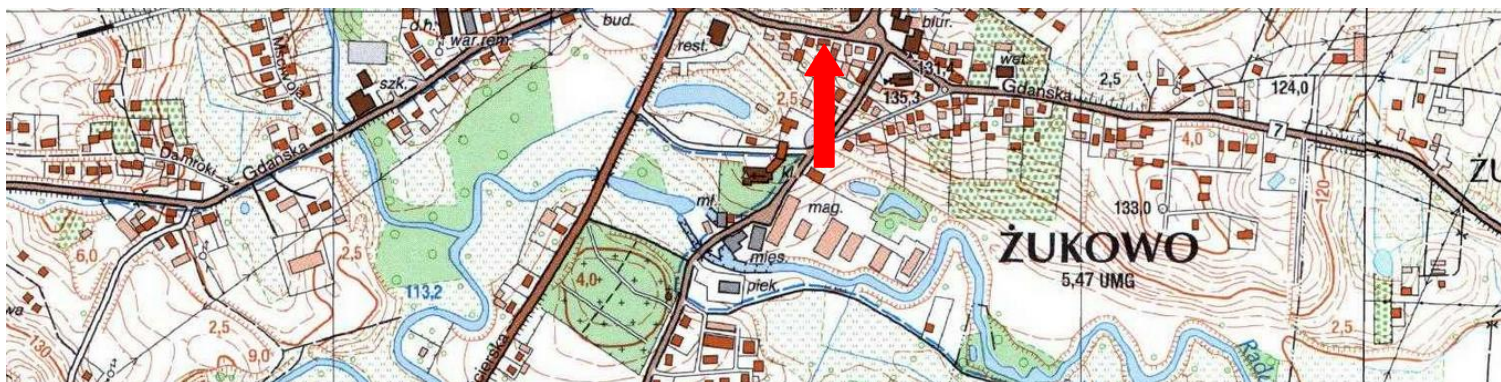 bud.
d.h.
war.rem.
rest.
biur.
szk.
wet.
131,4
135,3
2,5
124,0
Gdańska
7
2,5
4,0
Damroki
Gdańska
kl.
mł.
mag.
133,0
120
ŻU
ŻUKOWO
5,47 UMG
6,0
2,5
113,2
4,0
mies.
piek.
2,5
2,5
9,0
130